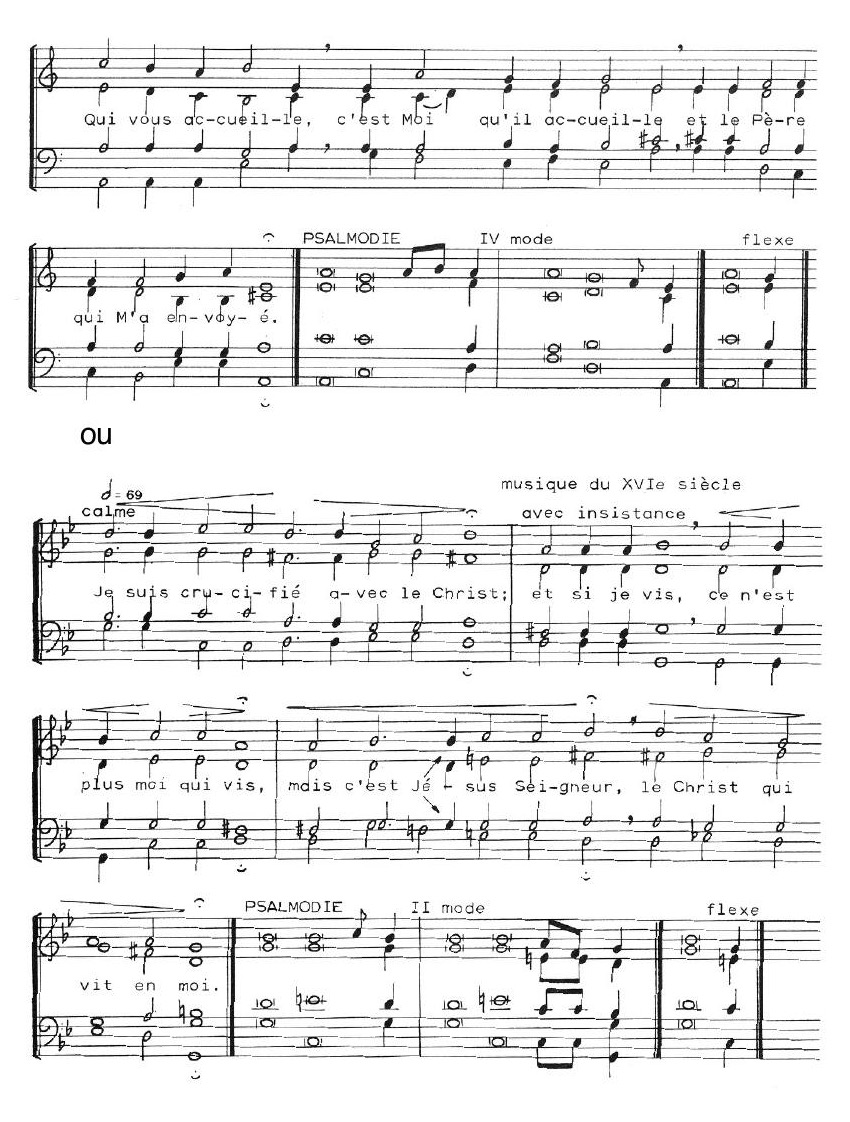 Qui vous ac-cueil-le, c'est Moi qu'il ac-cueil-le et le Pè-re
PSALMODIE IV mode flexe
qui M'a en-voy-é.
ou
musique du XVIe siècle
= 69
calme avec insistance
Je suis cru-ci-fié a-vec le Christ; et si je vis, ce n'est
plus moi qui vis, mais c'est Jé-sus Sei-gneur, le Christ qui
PSALMODIE II mode flexe
vit en moi.